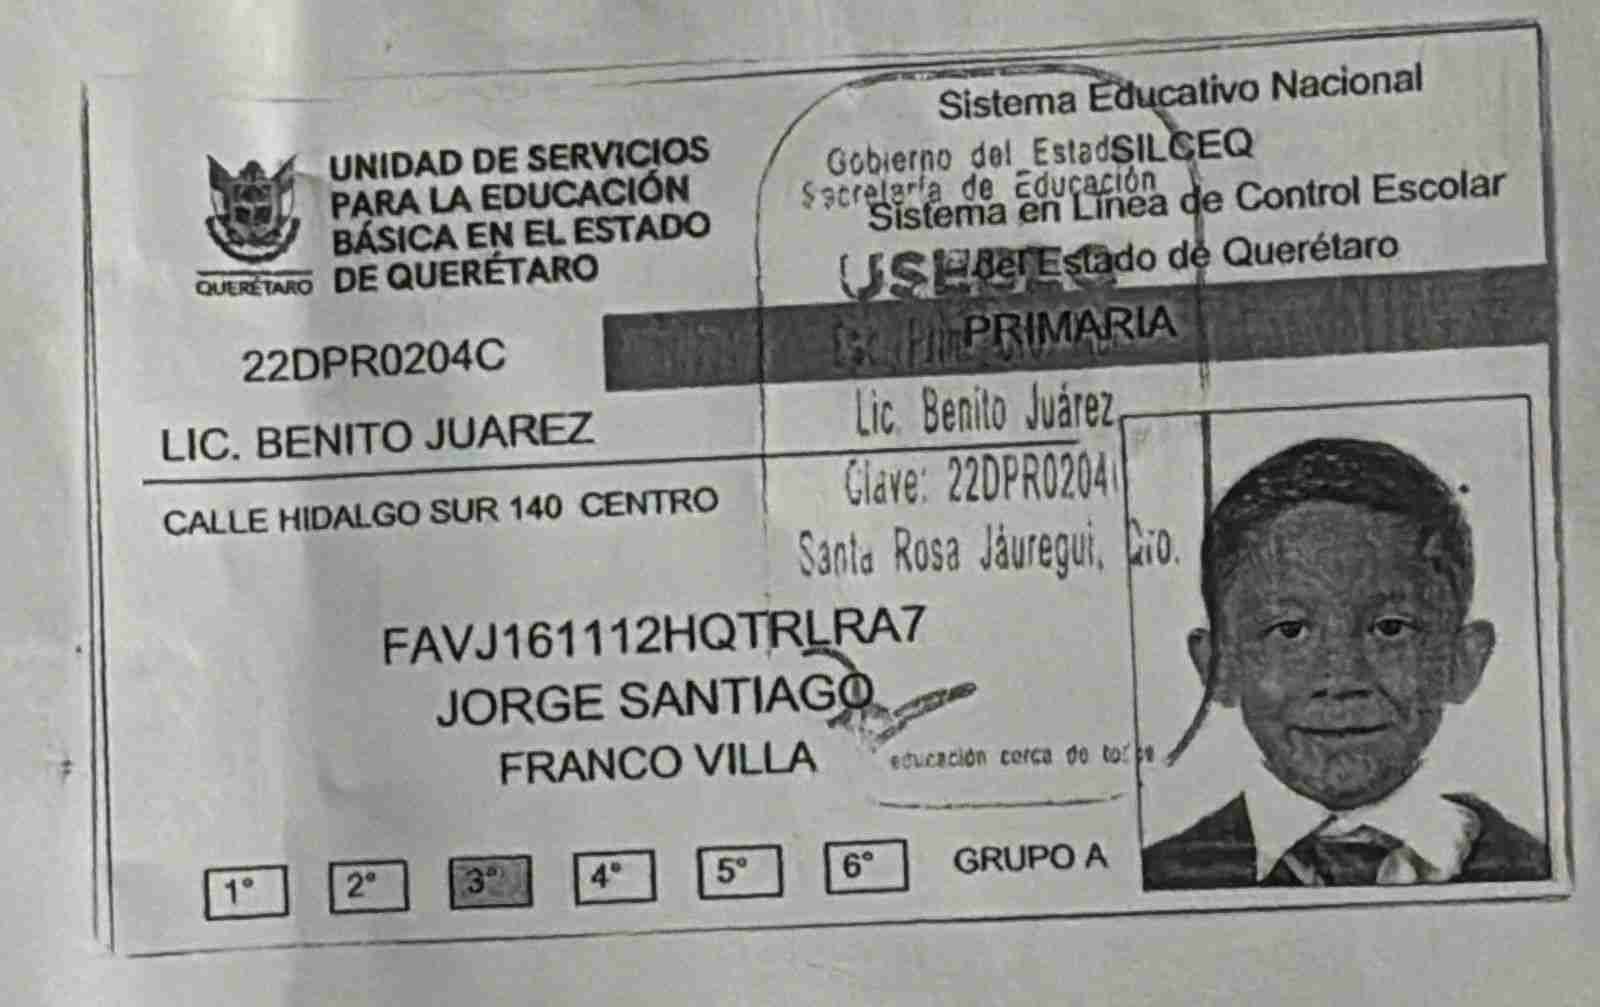 Sistema Educativo Nacional
UNIDAD DE SERVICIOS
PARA LA EDUCACIÓN
BÁSICA EN EL ESTADO
DE QUERÉTARO
QUERÉTARO
Gobierno del Estad
SILCEQ
Secretaría de Educación
Sistema en Línea de Control Escolar
USEBEQ
del Estado de Querétaro
PRIMARIA
22DPR0204C
Lic. Benito Juárez
LIC. BENITO JUAREZ
Clave: 22DPR0204
CALLE HIDALGO SUR 140 CENTRO
Santa Rosa Jáuregui, Qro.
FAVJ161112HQTRLRA7
JORGE SANTIAGO
FRANCO VILLA
educación cerca de
1° 2° 3° 4° 5° 6° GRUPO A